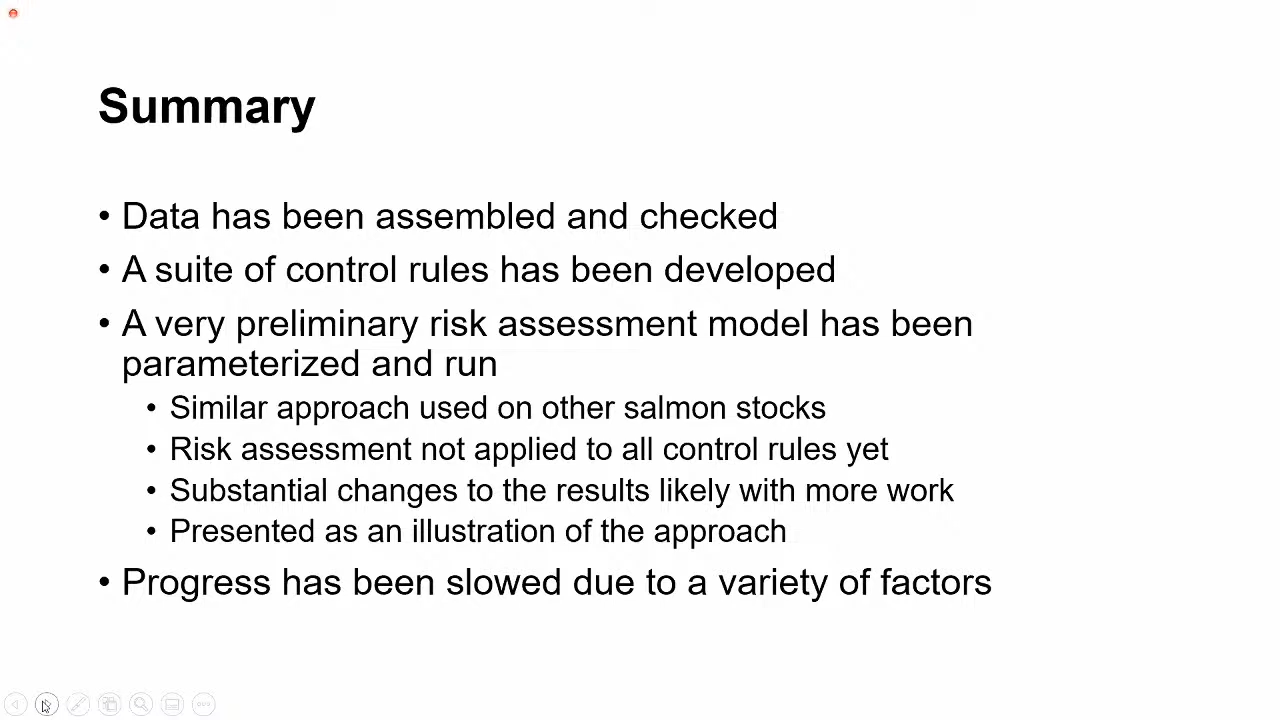 Summary
• Data has been assembled and checked
• A suite of control rules has been developed
• A very preliminary risk assessment model has been
parameterized and run
• Similar approach used on other salmon stocks
• Risk assessment not applied to all control rules yet
• Substantial changes to the results likely with more work
• Presented as an illustration of the approach
• Progress has been slowed due to a variety of factors